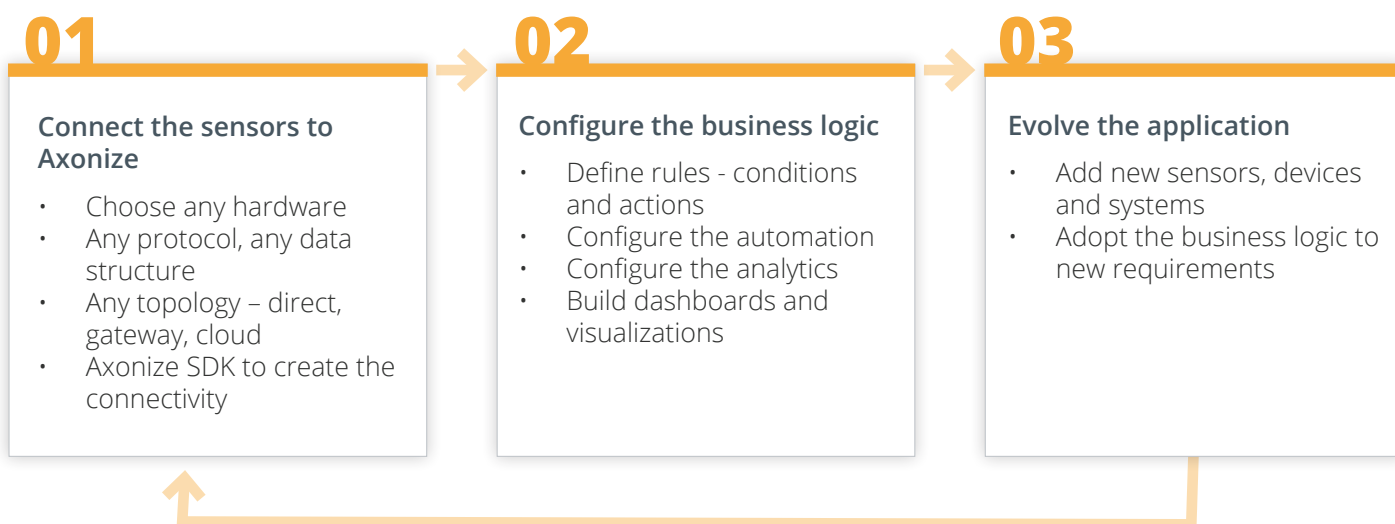 01
Connect the sensors to
Axonize
• Choose any hardware
• Any protocol, any data
structure
• Any topology – direct,
gateway, cloud
• Axonize SDK to create the
connectivity
02
Configure the business logic
• Define rules - conditions
and actions
• Configure the automation
• Configure the analytics
• Build dashboards and
visualizations
03
Evolve the application
• Add new sensors, devices
and systems
• Adopt the business logic to
new requirements